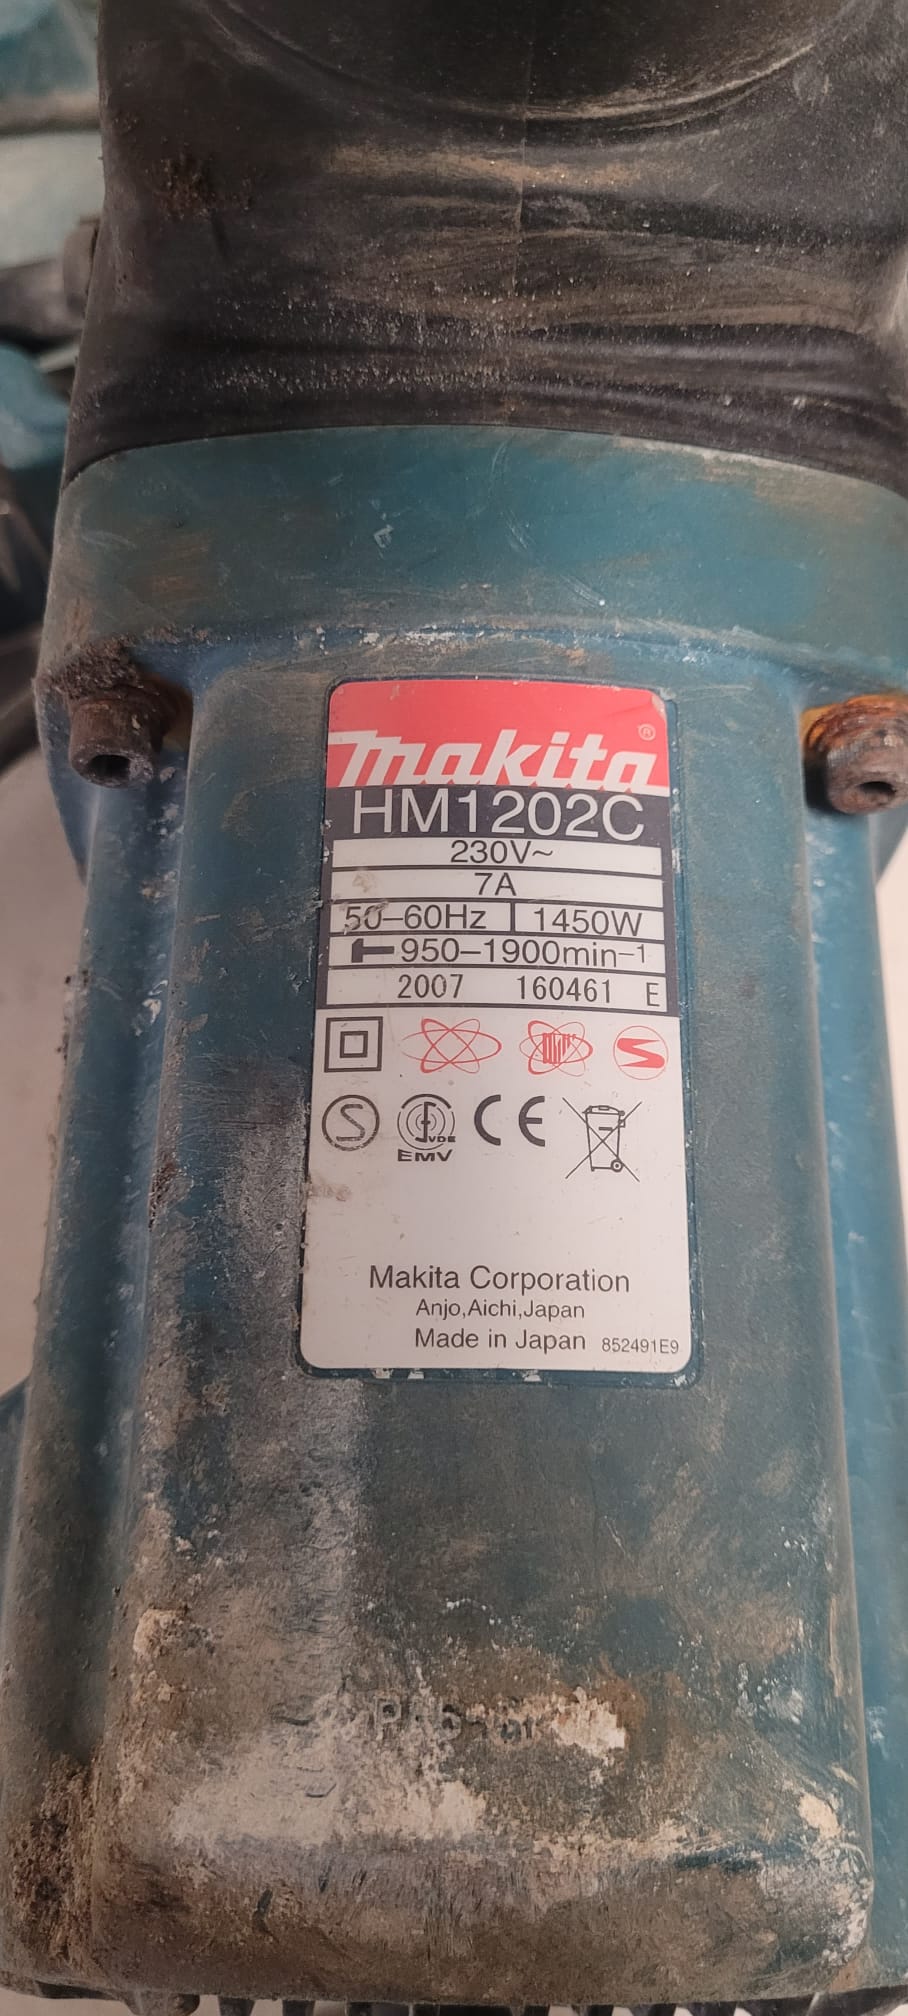 makita®
HM1202C
230V~
7A
50–60Hz 1450W
950–1900min⁻¹
2007 160461 E
S
VDE
EMV
CE
Makita Corporation
Anjo,Aichi,Japan
Made in Japan 852491E9